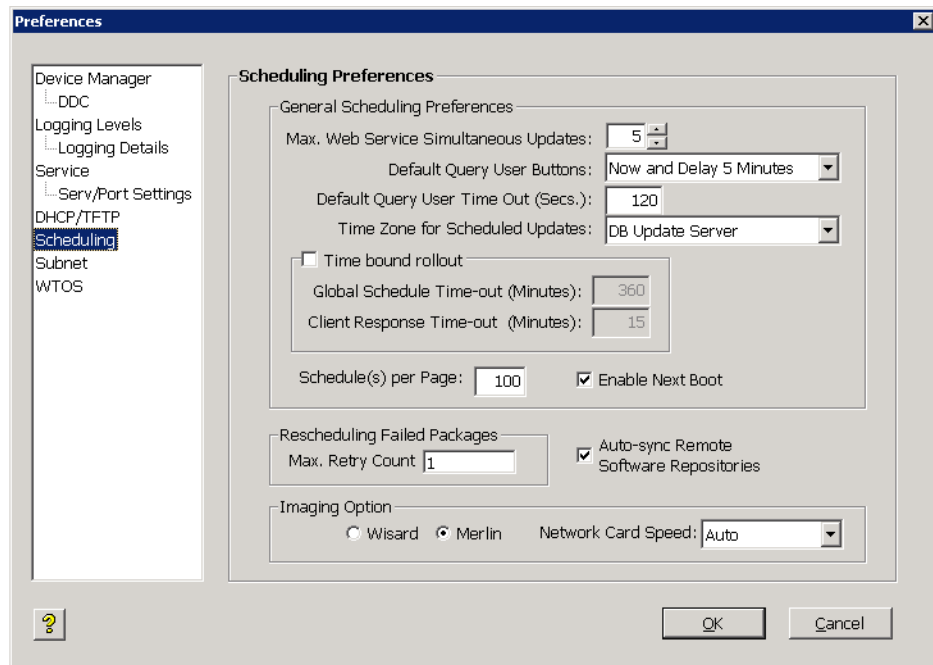 Preferences
Device Manager
DDC
Logging Levels
Logging Details
Service
Serv/Port Settings
DHCP/TFTP
Scheduling
Subnet
WTOS
Scheduling Preferences
General Scheduling Preferences
Max. Web Service Simultaneous Updates: 5
Default Query User Buttons: Now and Delay 5 Minutes
Default Query User Time Out (Secs.): 120
Time Zone for Scheduled Updates: DB Update Server
Time bound rollout
Global Schedule Time-out (Minutes): 360
Client Response Time-out (Minutes): 15
Schedule(s) per Page: 100 Enable Next Boot
Rescheduling Failed Packages
Max. Retry Count 1
Auto-sync Remote
Software Repositories
Imaging Option
Wisard Merlin Network Card Speed: Auto
? OK Cancel